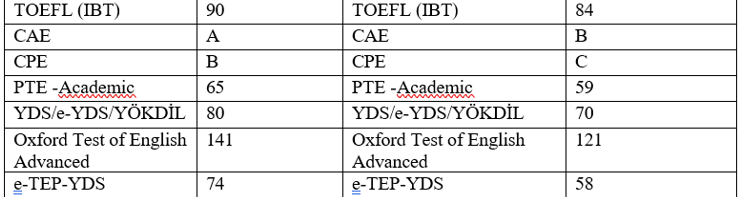 TOEFL (IBT) 90 TOEFL (IBT) 84
CAE A CAE B
CPE B CPE C
PTE -Academic 65 PTE -Academic 59
YDS/e-YDS/YÖKDİL 80 YDS/e-YDS/YÖKDİL 70
Oxford Test of English Advanced 141 Oxford Test of English Advanced 121
e-TEP-YDS 74 e-TEP-YDS 58